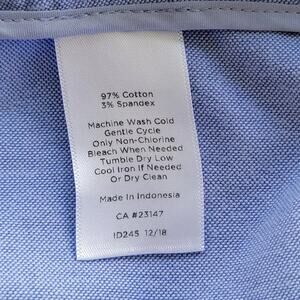 97% Cotton
3% Spandex
Machine Wash Cold
Gentle Cycle
Only Non-Chlorine
Bleach When Needed
Tumble Dry Low
Cool Iron If Needed
Or Dry Clean
Made In Indonesia
CA #23147
ID245 12/18